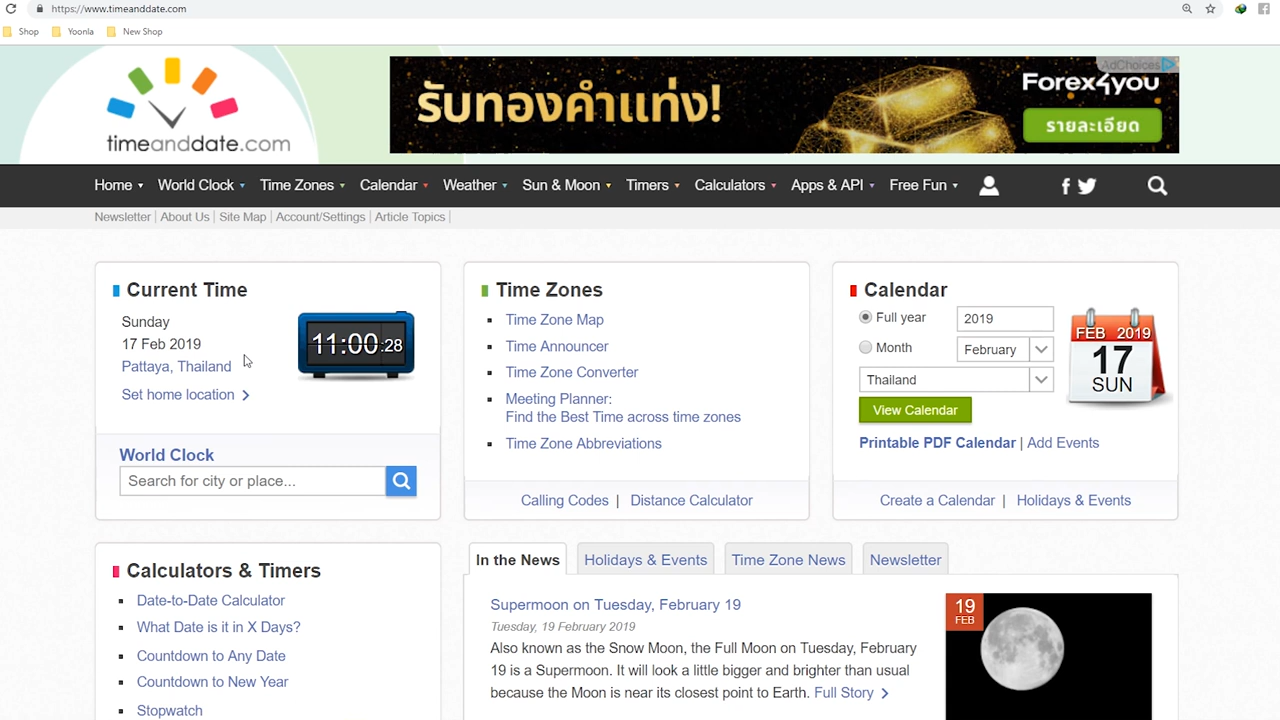 https://www.timeanddate.com
Shop Yoonla New Shop
timeanddate.com
รับทองคำแท่ง!
AdChoices
Forex4you
รายละเอียด
Home World Clock Time Zones Calendar Weather Sun & Moon Timers Calculators Apps & API Free Fun
Newsletter | About Us | Site Map | Account/Settings | Article Topics |
Current Time
Sunday
17 Feb 2019
Pattaya, Thailand
Set home location
11:00:28
World Clock
Search for city or place...
Time Zones
Time Zone Map
Time Announcer
Time Zone Converter
Meeting Planner:
Find the Best Time across time zones
Time Zone Abbreviations
Calling Codes | Distance Calculator
Calendar
Full year 2019
Month February
Thailand
View Calendar
FEB 2019
17
SUN
Printable PDF Calendar | Add Events
Create a Calendar | Holidays & Events
Calculators & Timers
Date-to-Date Calculator
What Date is it in X Days?
Countdown to Any Date
Countdown to New Year
Stopwatch
In the News Holidays & Events Time Zone News Newsletter
Supermoon on Tuesday, February 19
Tuesday, 19 February 2019
Also known as the Snow Moon, the Full Moon on Tuesday, February
19 is a Supermoon. It will look a little bigger and brighter than usual
because the Moon is near its closest point to Earth. Full Story
19
FEB